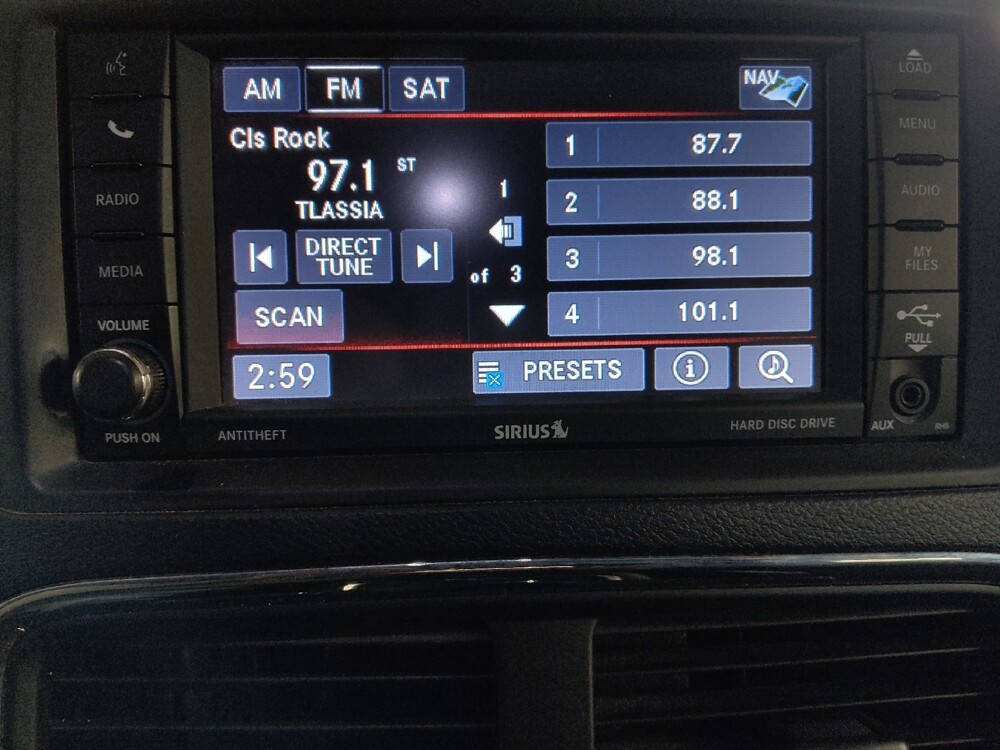 AM FM SAT NAV
Cls Rock
97.1 ST
TLASSIA
DIRECT
TUNE
SCAN
1
of 3
1 87.7
2 88.1
3 98.1
4 101.1
2:59 PRESETS i
RADIO
MEDIA
VOLUME
PUSH ON
ANTITHEFT
SIRIUS
HARD DISC DRIVE
LOAD
MENU
AUDIO
MY
FILES
PULL
AUX